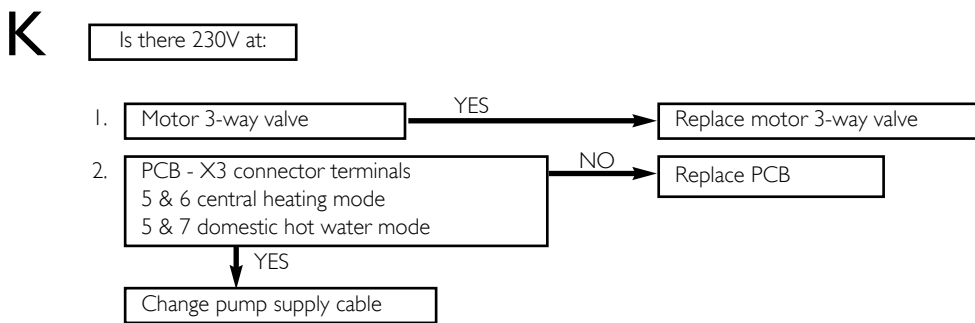 K
Is there 230V at:
1. Motor 3-way valve
YES
Replace motor 3-way valve
2. PCB - X3 connector terminals
5 & 6 central heating mode
5 & 7 domestic hot water mode
NO
Replace PCB
YES
Change pump supply cable